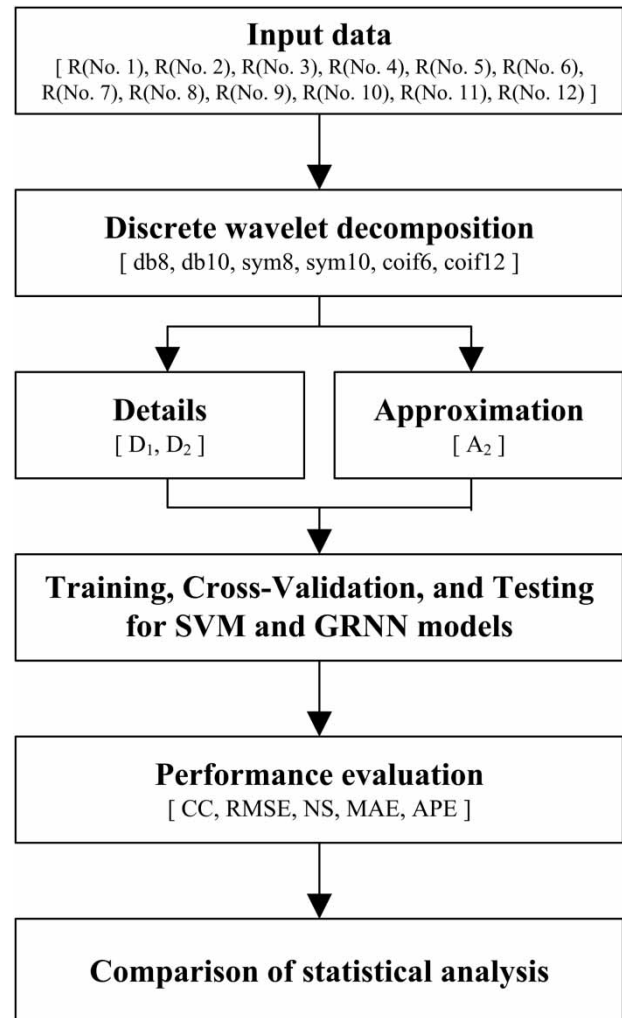 Input data
[ R(No. 1), R(No. 2), R(No. 3), R(No. 4), R(No. 5), R(No. 6),
R(No. 7), R(No. 8), R(No. 9), R(No. 10), R(No. 11), R(No. 12) ]
Discrete wavelet decomposition
[ db8, db10, sym8, sym10, coif6, coif12 ]
Details
[ D₁, D₂ ]
Approximation
[ A₂ ]
Training, Cross-Validation, and Testing
for SVM and GRNN models
Performance evaluation
[ CC, RMSE, NS, MAE, APE ]
Comparison of statistical analysis